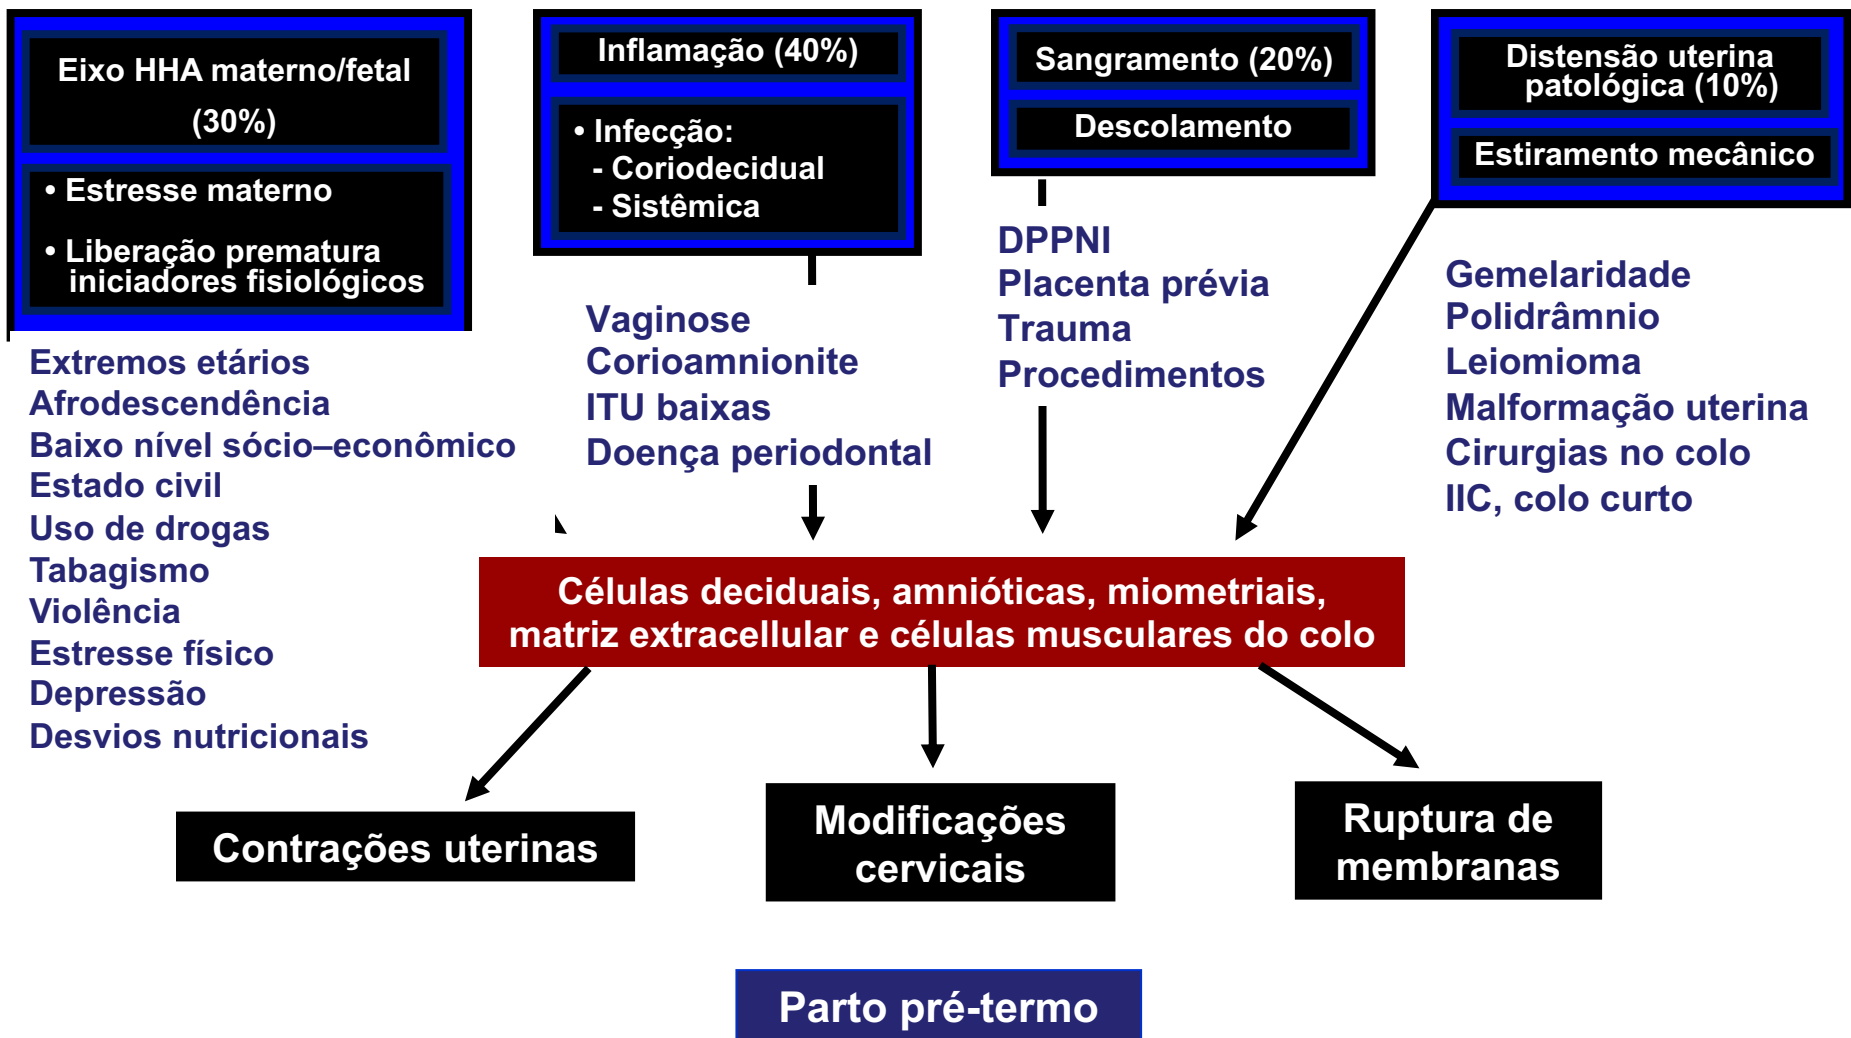 Eixo HHA materno/fetal
(30%)
• Estresse materno
• Liberação prematura
iniciadores fisiológicos
Extremos etários
Afrodescendência
Baixo nível sócio–econômico
Estado civil
Uso de drogas
Tabagismo
Violência
Estresse físico
Depressão
Desvios nutricionais
Inflamação (40%)
• Infecção:
- Coriodecidual
- Sistêmica
Vaginose
Corioamnionite
ITU baixas
Doença periodontal
Sangramento (20%)
Descolamento
DPPNI
Placenta prévia
Trauma
Procedimentos
Distensão uterina
patológica (10%)
Estiramento mecânico
Gemelaridade
Polidrâmnio
Leiomioma
Malformação uterina
Cirurgias no colo
IIC, colo curto
Células deciduais, amnióticas, miometriais,
matriz extracellular e células musculares do colo
Contrações uterinas
Modificações
cervicais
Ruptura de
membranas
Parto pré-termo